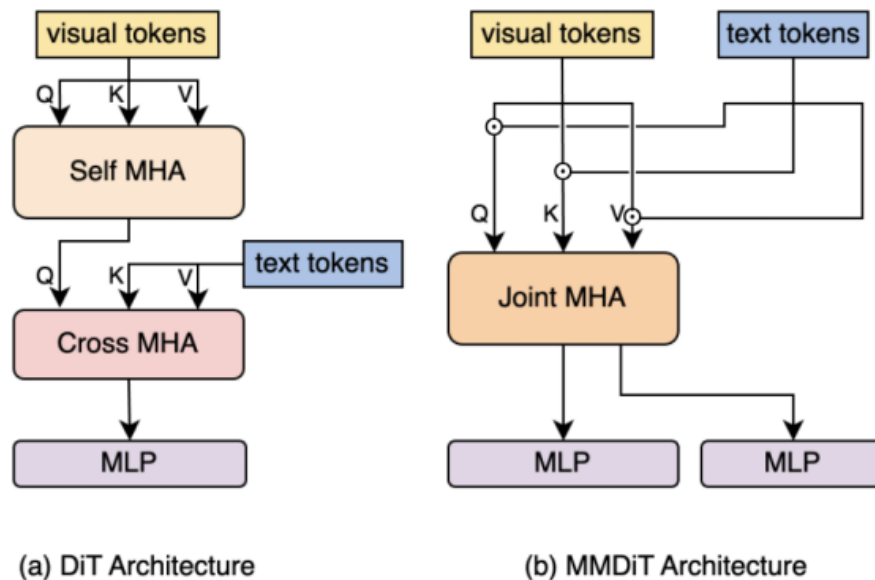 visual tokens
Q K V
Self MHA
Q K V
text tokens
Cross MHA
MLP
(a) DiT Architecture
visual tokens
text tokens
Q K V
Joint MHA
MLP
MLP
(b) MMDiT Architecture